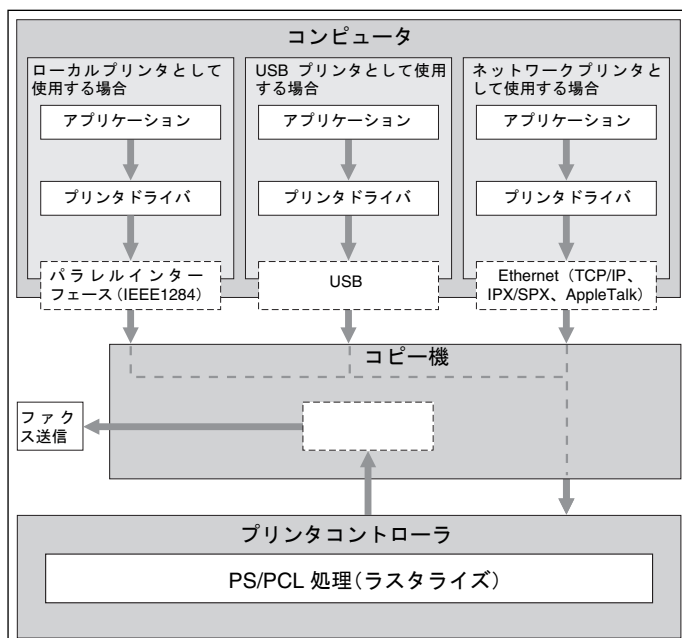 コンピュータ
ローカルプリンタとして
使用する場合
アプリケーション
プリンタドライバ
パラレルインター
フェース(IEEE1284)
USB プリンタとして使用
する場合
アプリケーション
プリンタドライバ
USB
ネットワークプリンタと
して使用する場合
アプリケーション
プリンタドライバ
Ethernet(TCP/IP、
IPX/SPX、AppleTalk)
コピー機
ファク
ス送信
プリンタコントローラ
PS/PCL 処理(ラスタライズ)